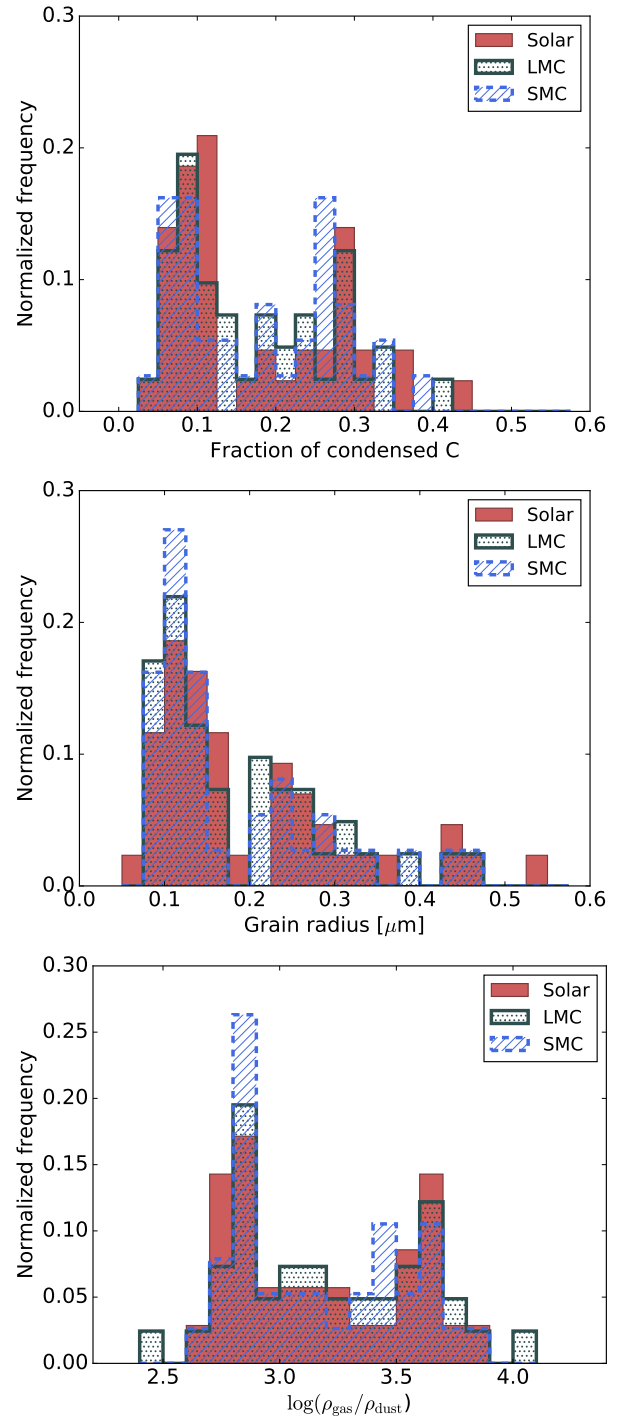 0.3
Solar
LMC
SMC
0.2
0.1
0.0
Normalized frequency
0.0 0.1 0.2 0.3 0.4 0.5 0.6
Fraction of condensed C
0.3
Solar
LMC
SMC
0.2
0.1
0.0
Normalized frequency
0.0 0.1 0.2 0.3 0.4 0.5 0.6
Grain radius [μm]
0.30
Solar
LMC
SMC
0.25
0.20
0.15
0.10
0.05
0.00
Normalized frequency
2.5 3.0 3.5 4.0
log(ρgas/ρdust)